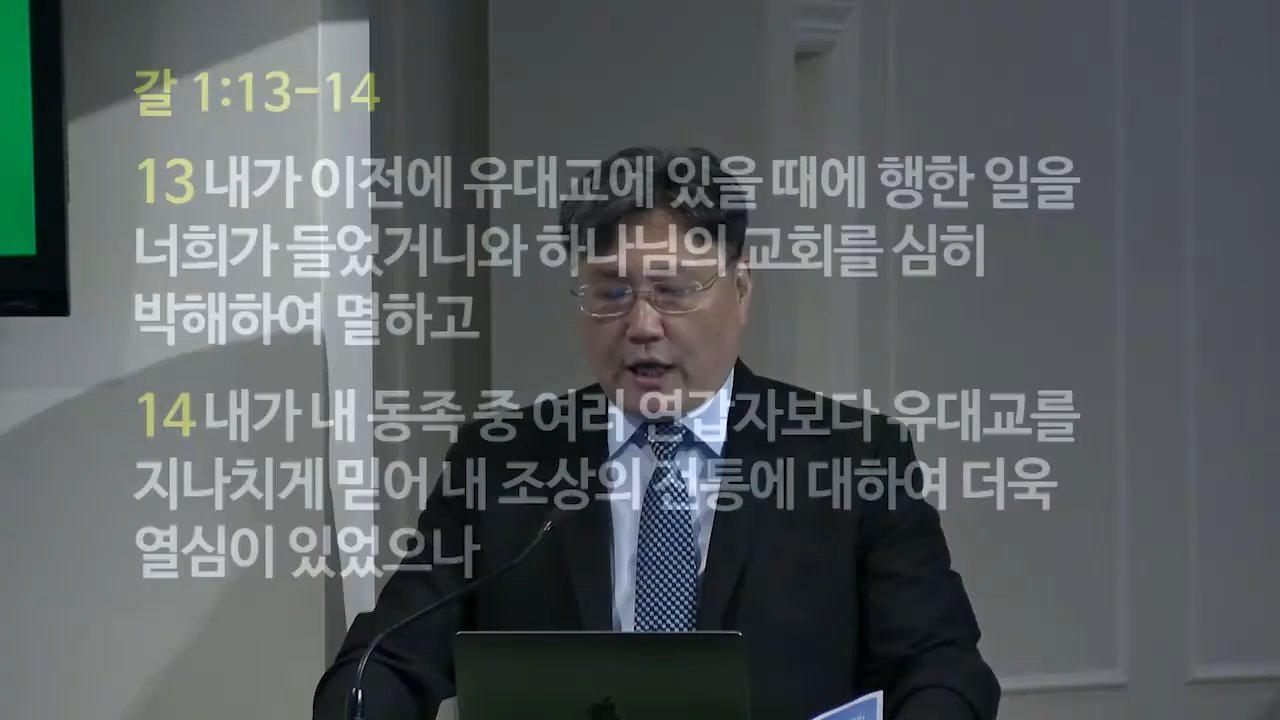 갈 1:13-14
13 내가 이전에 유대교에 있을 때에 행한 일을
너희가 들었거니와 하나님의 교회를 심히
박해하여 멸하고
14 내가 내 동족 중 여러 연갑자보다 유대교를
지나치게 믿어 내 조상의 전통에 대하여 더욱
열심이 있었으나